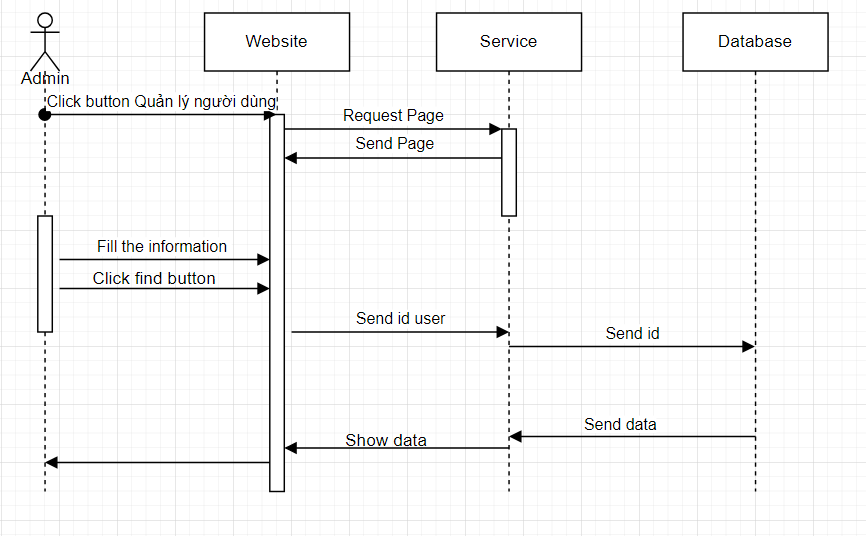 Website
Service
Database
Admin
Click button Quản lý người dùng
Request Page
Send Page
Fill the information
Click find button
Send id user
Send id
Send data
Show data